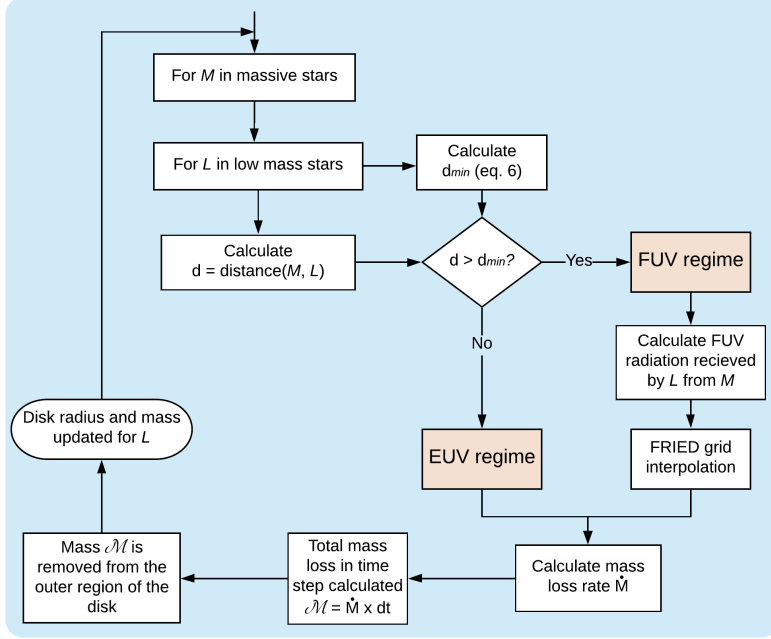 For M in massive stars
For L in low mass stars
Calculate
dmin (eq. 6)
Calculate
d = distance(M, L)
d > dmin?
Yes
FUV regime
No
Calculate FUV
radiation recieved
by L from M
Disk radius and mass
updated for L
EUV regime
FRIED grid
interpolation
Mass ℳ is
removed from the
outer region of the
disk
Total mass
loss in time
step calculated
ℳ = Ṁ x dt
Calculate mass
loss rate Ṁ